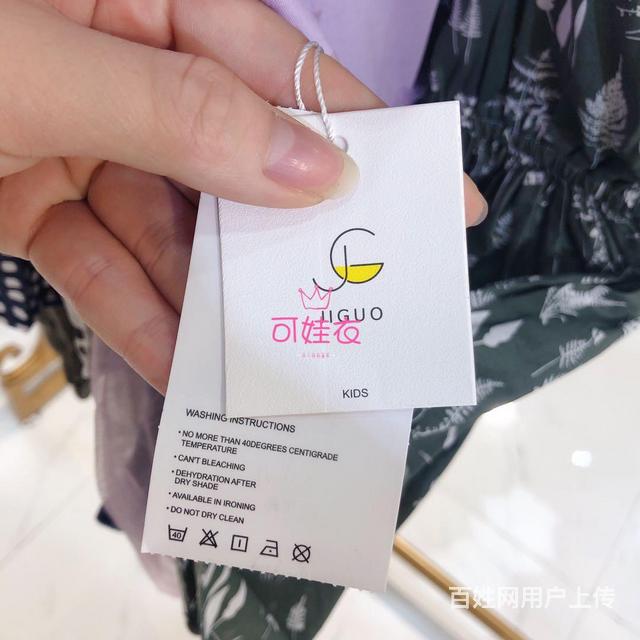 JG
JIGUO
可娃衣
KIDS
WASHING INSTRUCTIONS
• NO MORE THAN 40DEGREES CENTIGRADE
TEMPERATURE
• CAN'T BLEACHING
• DEHYDRATION AFTER
DRY SHADE
• AVAILABLE IN IRONING
• DO NOT DRY CLEAN
40
百姓网用户上传